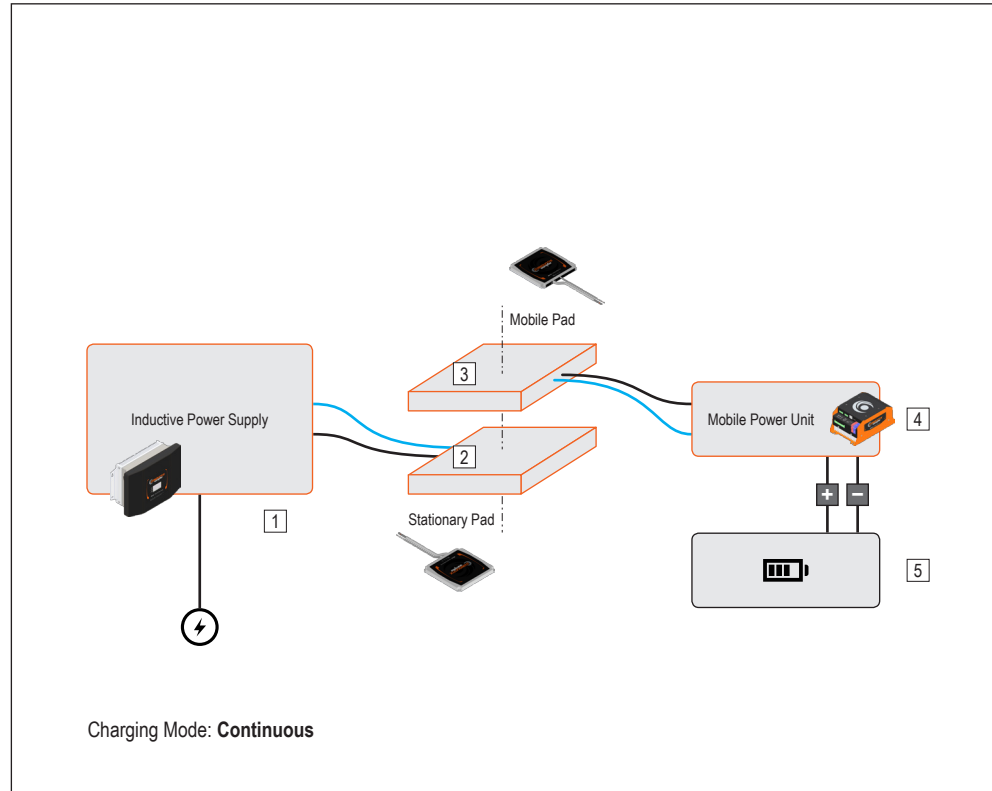 Mobile Pad
3
Inductive Power Supply
Mobile Power Unit
4
2
1
Stationary Pad
+
−
5
Charging Mode: Continuous